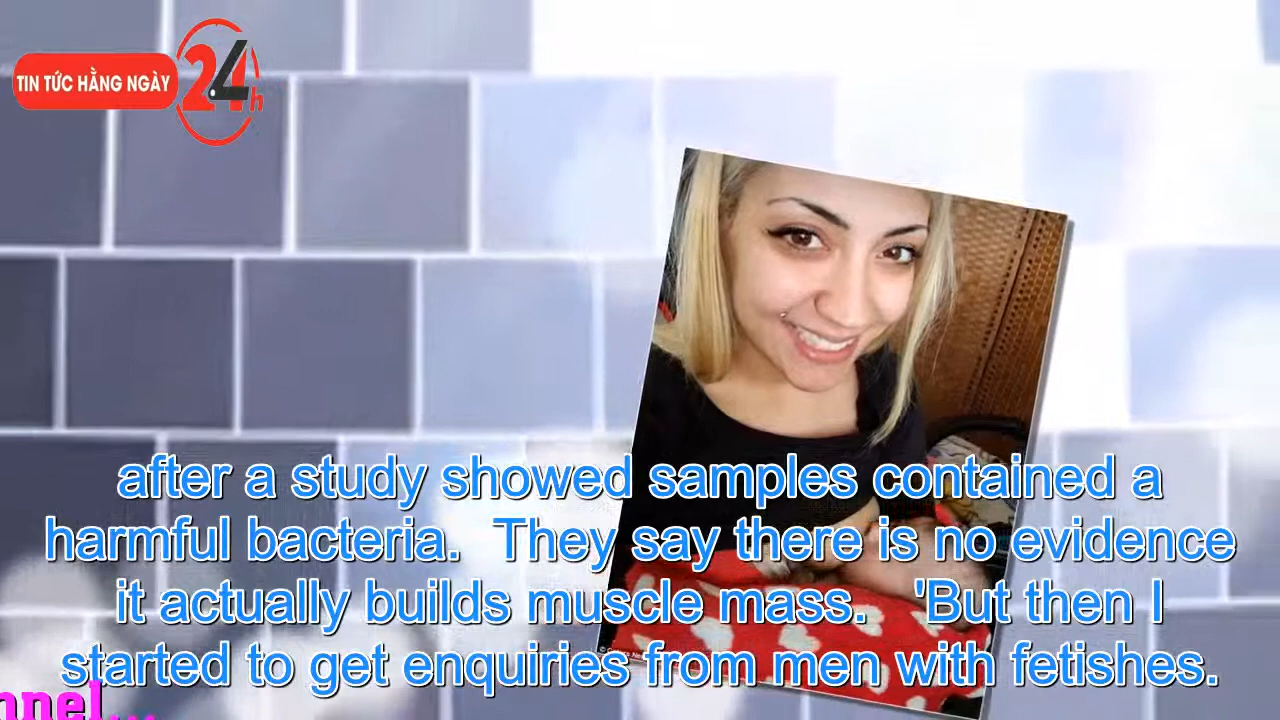 TIN TỨC HẰNG NGÀY
24h
after a study showed samples contained a
harmful bacteria. They say there is no evidence
it actually builds muscle mass. 'But then I
started to get enquiries from men with fetishes.
nnel...